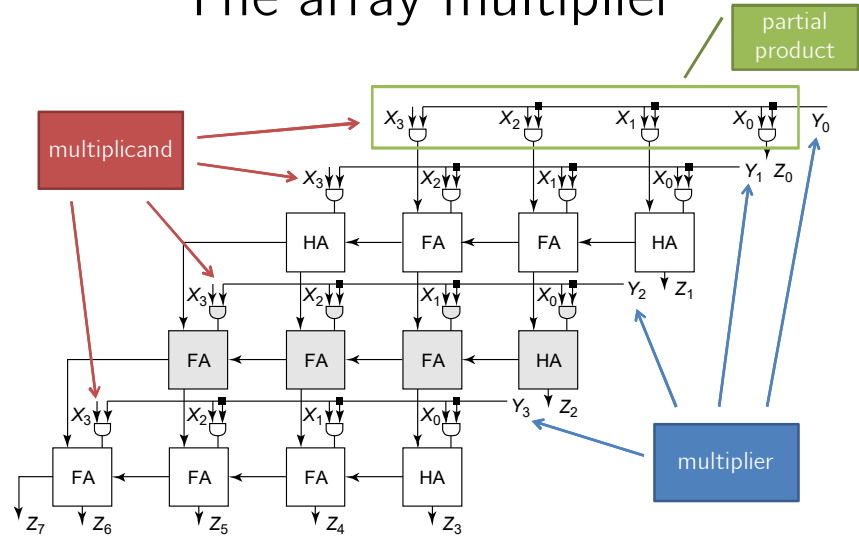 The array multiplier
partial
product
X3 X2 X1 X0 Y0
multiplicand
X3 X2 X1 X0 Y1 Z0
HA FA FA HA
X3 X2 X1 X0 Y2 Z1
FA FA FA HA
X3 X2 X1 X0 Y3 Z2
multiplier
FA FA FA HA
Z7 Z6 Z5 Z4 Z3